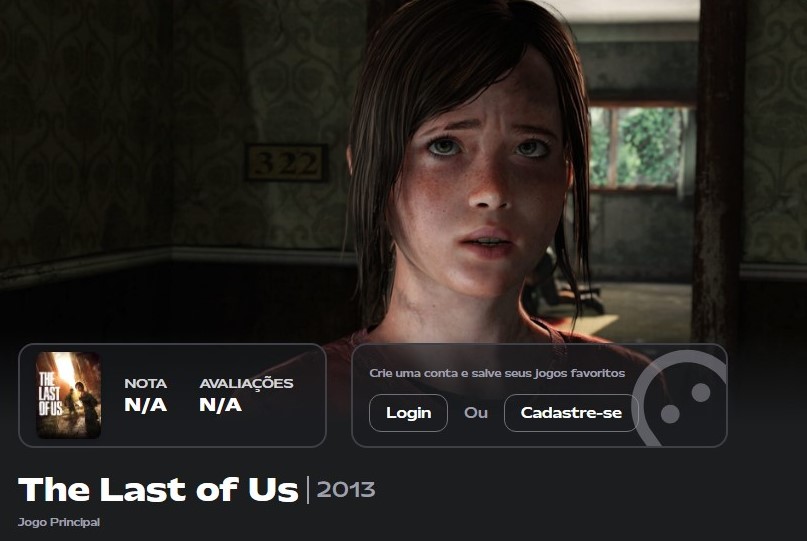 322
THE
LAST
OF US
NOTA
N/A
AVALIAÇÕES
N/A
Crie uma conta e salve seus jogos favoritos
Login Ou Cadastre-se
The Last of Us | 2013
Jogo Principal